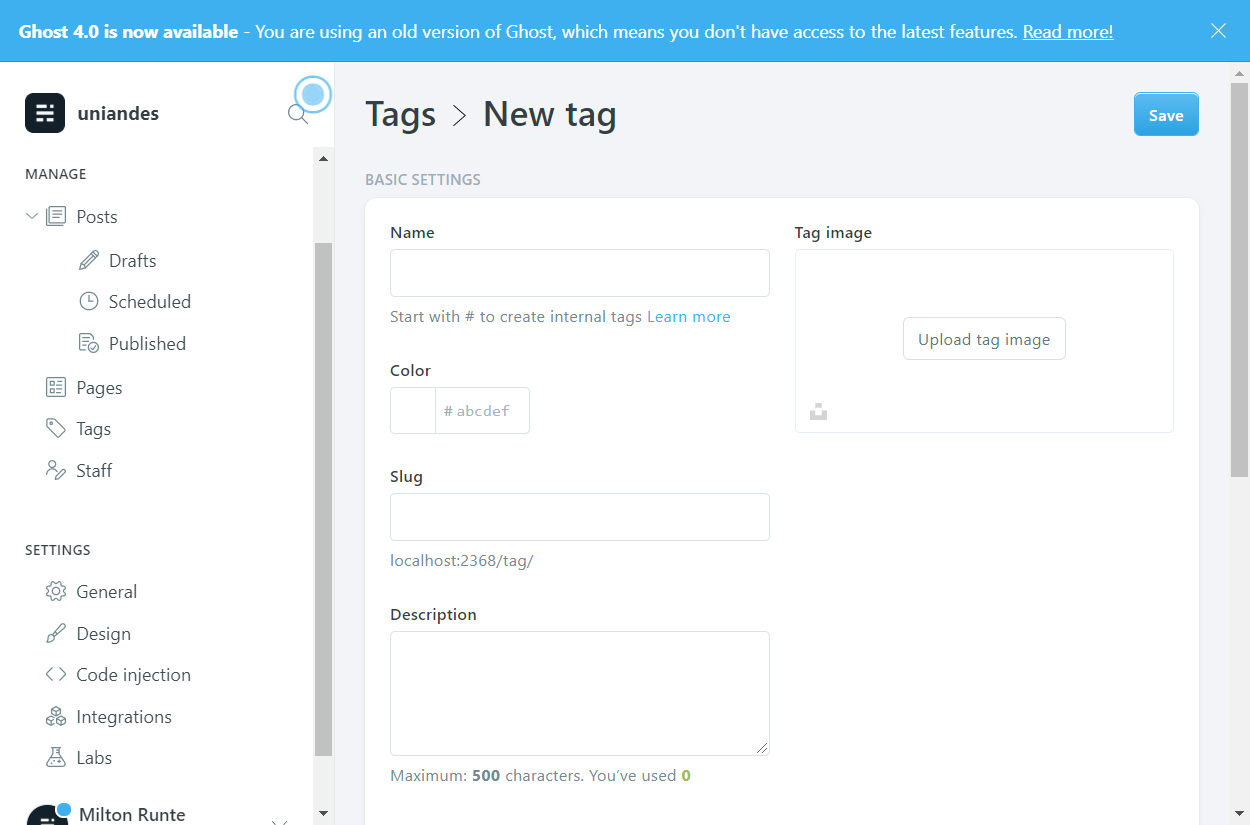 Ghost 4.0 is now available - You are using an old version of Ghost, which means you don't have access to the latest features. Read more!
uniandes
MANAGE
Posts
Drafts
Scheduled
Published
Pages
Tags
Staff
SETTINGS
General
Design
Code injection
Integrations
Labs
Milton Runte
Tags > New tag
Save
BASIC SETTINGS
Name
Start with # to create internal tags Learn more
Color
# abcdef
Slug
localhost:2368/tag/
Description
Maximum: 500 characters. You’ve used 0
Tag image
Upload tag image